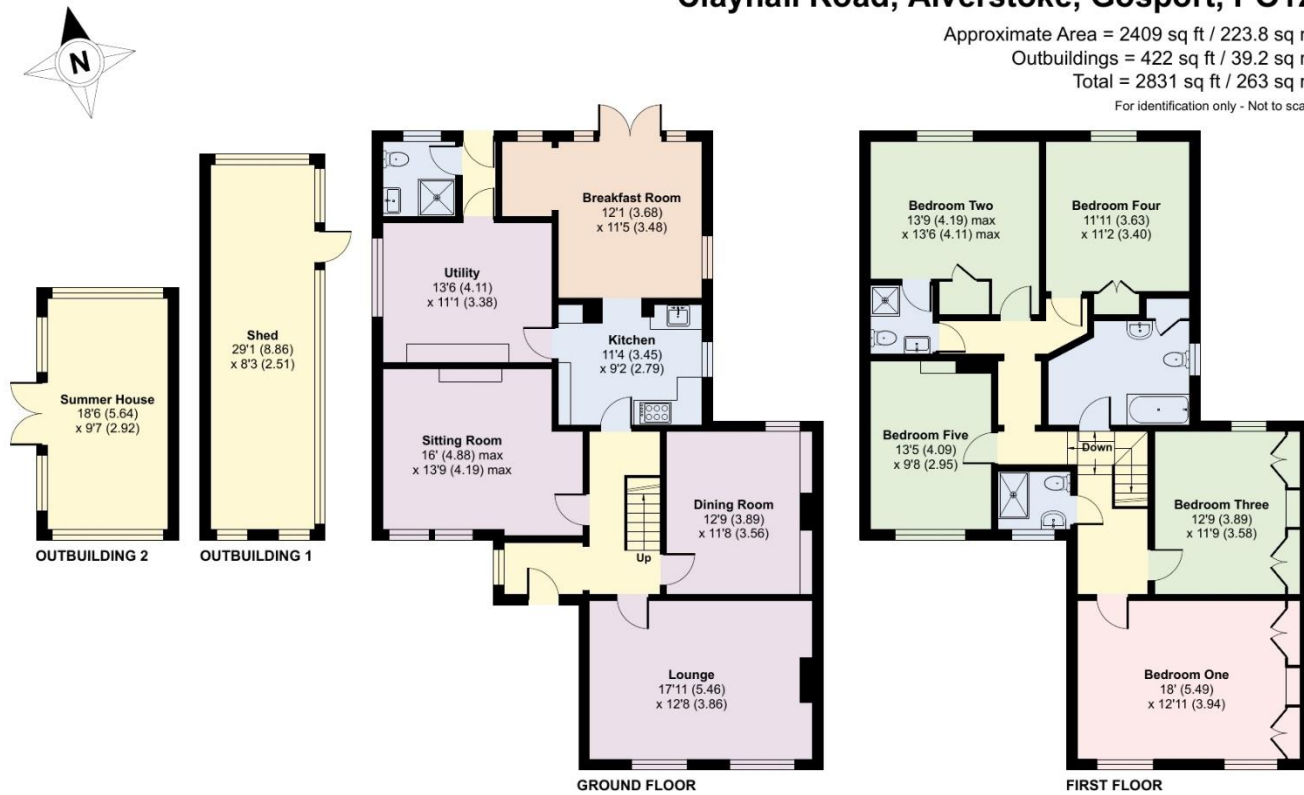 Approximate Area = 2409 sq ft / 223.8 sq
Outbuildings = 422 sq ft / 39.2 sq
Total = 2831 sq ft / 263 sq
For identification only - Not to
N
Breakfast Room
12'1 (3.68)
x 11'5 (3.48)
Utility
13'6 (4.11)
x 11'1 (3.38)
Kitchen
11'4 (3.45)
x 9'2 (2.79)
Sitting Room
16' (4.88) max
x 13'9 (4.19) max
Dining Room
12'9 (3.89)
x 11'8 (3.56)
Up
Lounge
17'11 (5.46)
x 12'8 (3.86)
GROUND FLOOR
Shed
29'1 (8.86)
x 8'3 (2.51)
OUTBUILDING 1
Summer House
18'6 (5.64)
x 9'7 (2.92)
OUTBUILDING 2
Bedroom Two
13'9 (4.19) max
x 13'6 (4.11) max
Bedroom Four
11'11 (3.63)
x 11'2 (3.40)
Bedroom Five
13'5 (4.09)
x 9'8 (2.95)
Down
Bedroom Three
12'9 (3.89)
x 11'9 (3.58)
Bedroom One
18' (5.49)
x 12'11 (3.94)
FIRST FLOOR